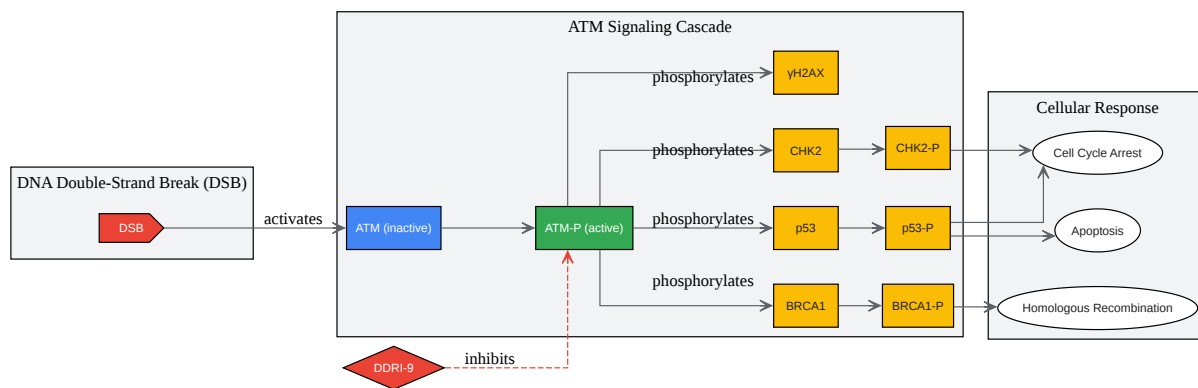 ATM Signaling Cascade
phosphorylates
γH2AX
Cellular Response
phosphorylates
CHK2
CHK2-P
Cell Cycle Arrest
DNA Double-Strand Break (DSB)
DSB
activates
ATM (inactive)
ATM-P (active)
phosphorylates
p53
p53-P
Apoptosis
phosphorylates
BRCA1
BRCA1-P
Homologous Recombination
DDRI-9
inhibits